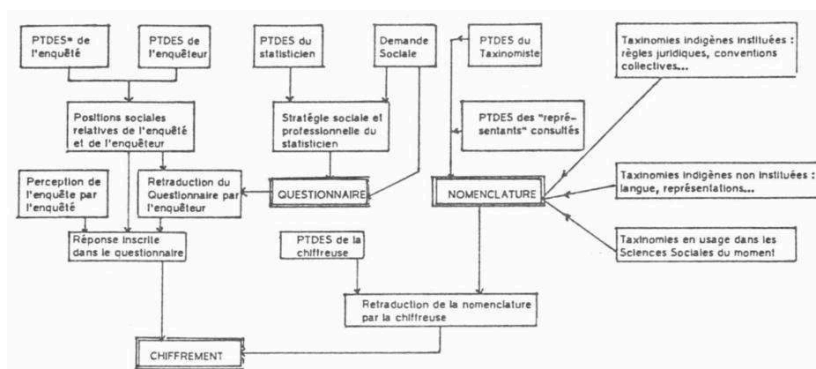 PTDES* de
l'enquêté
PTDES de
l'enquêteur
PTDES du
statisticien
Demande
Sociale
PTDES du
Taxinomiste
Taxinomies indigènes instituées :
règles juridiques, conventions
collectives...
Positions sociales
relatives de l'enquêté
et de l'enquêteur
Stratégie sociale et
professionnelle du
statisticien
PTDES des "repré-
sentants" consultés
Perception de
l'enquête par
l'enquêté
Retraduction du
Questionnaire par
l'enquêteur
QUESTIONNAIRE
NOMENCLATURE
Taxinomies indigènes non instituées :
langue, représentations...
Réponse inscrite
dans le questionnaire
PTDES de la
chiffreuse
Taxinomies en usage dans les
Sciences Sociales du moment
Retraduction de la nomenclature
par la chiffreuse
CHIFFREMENT